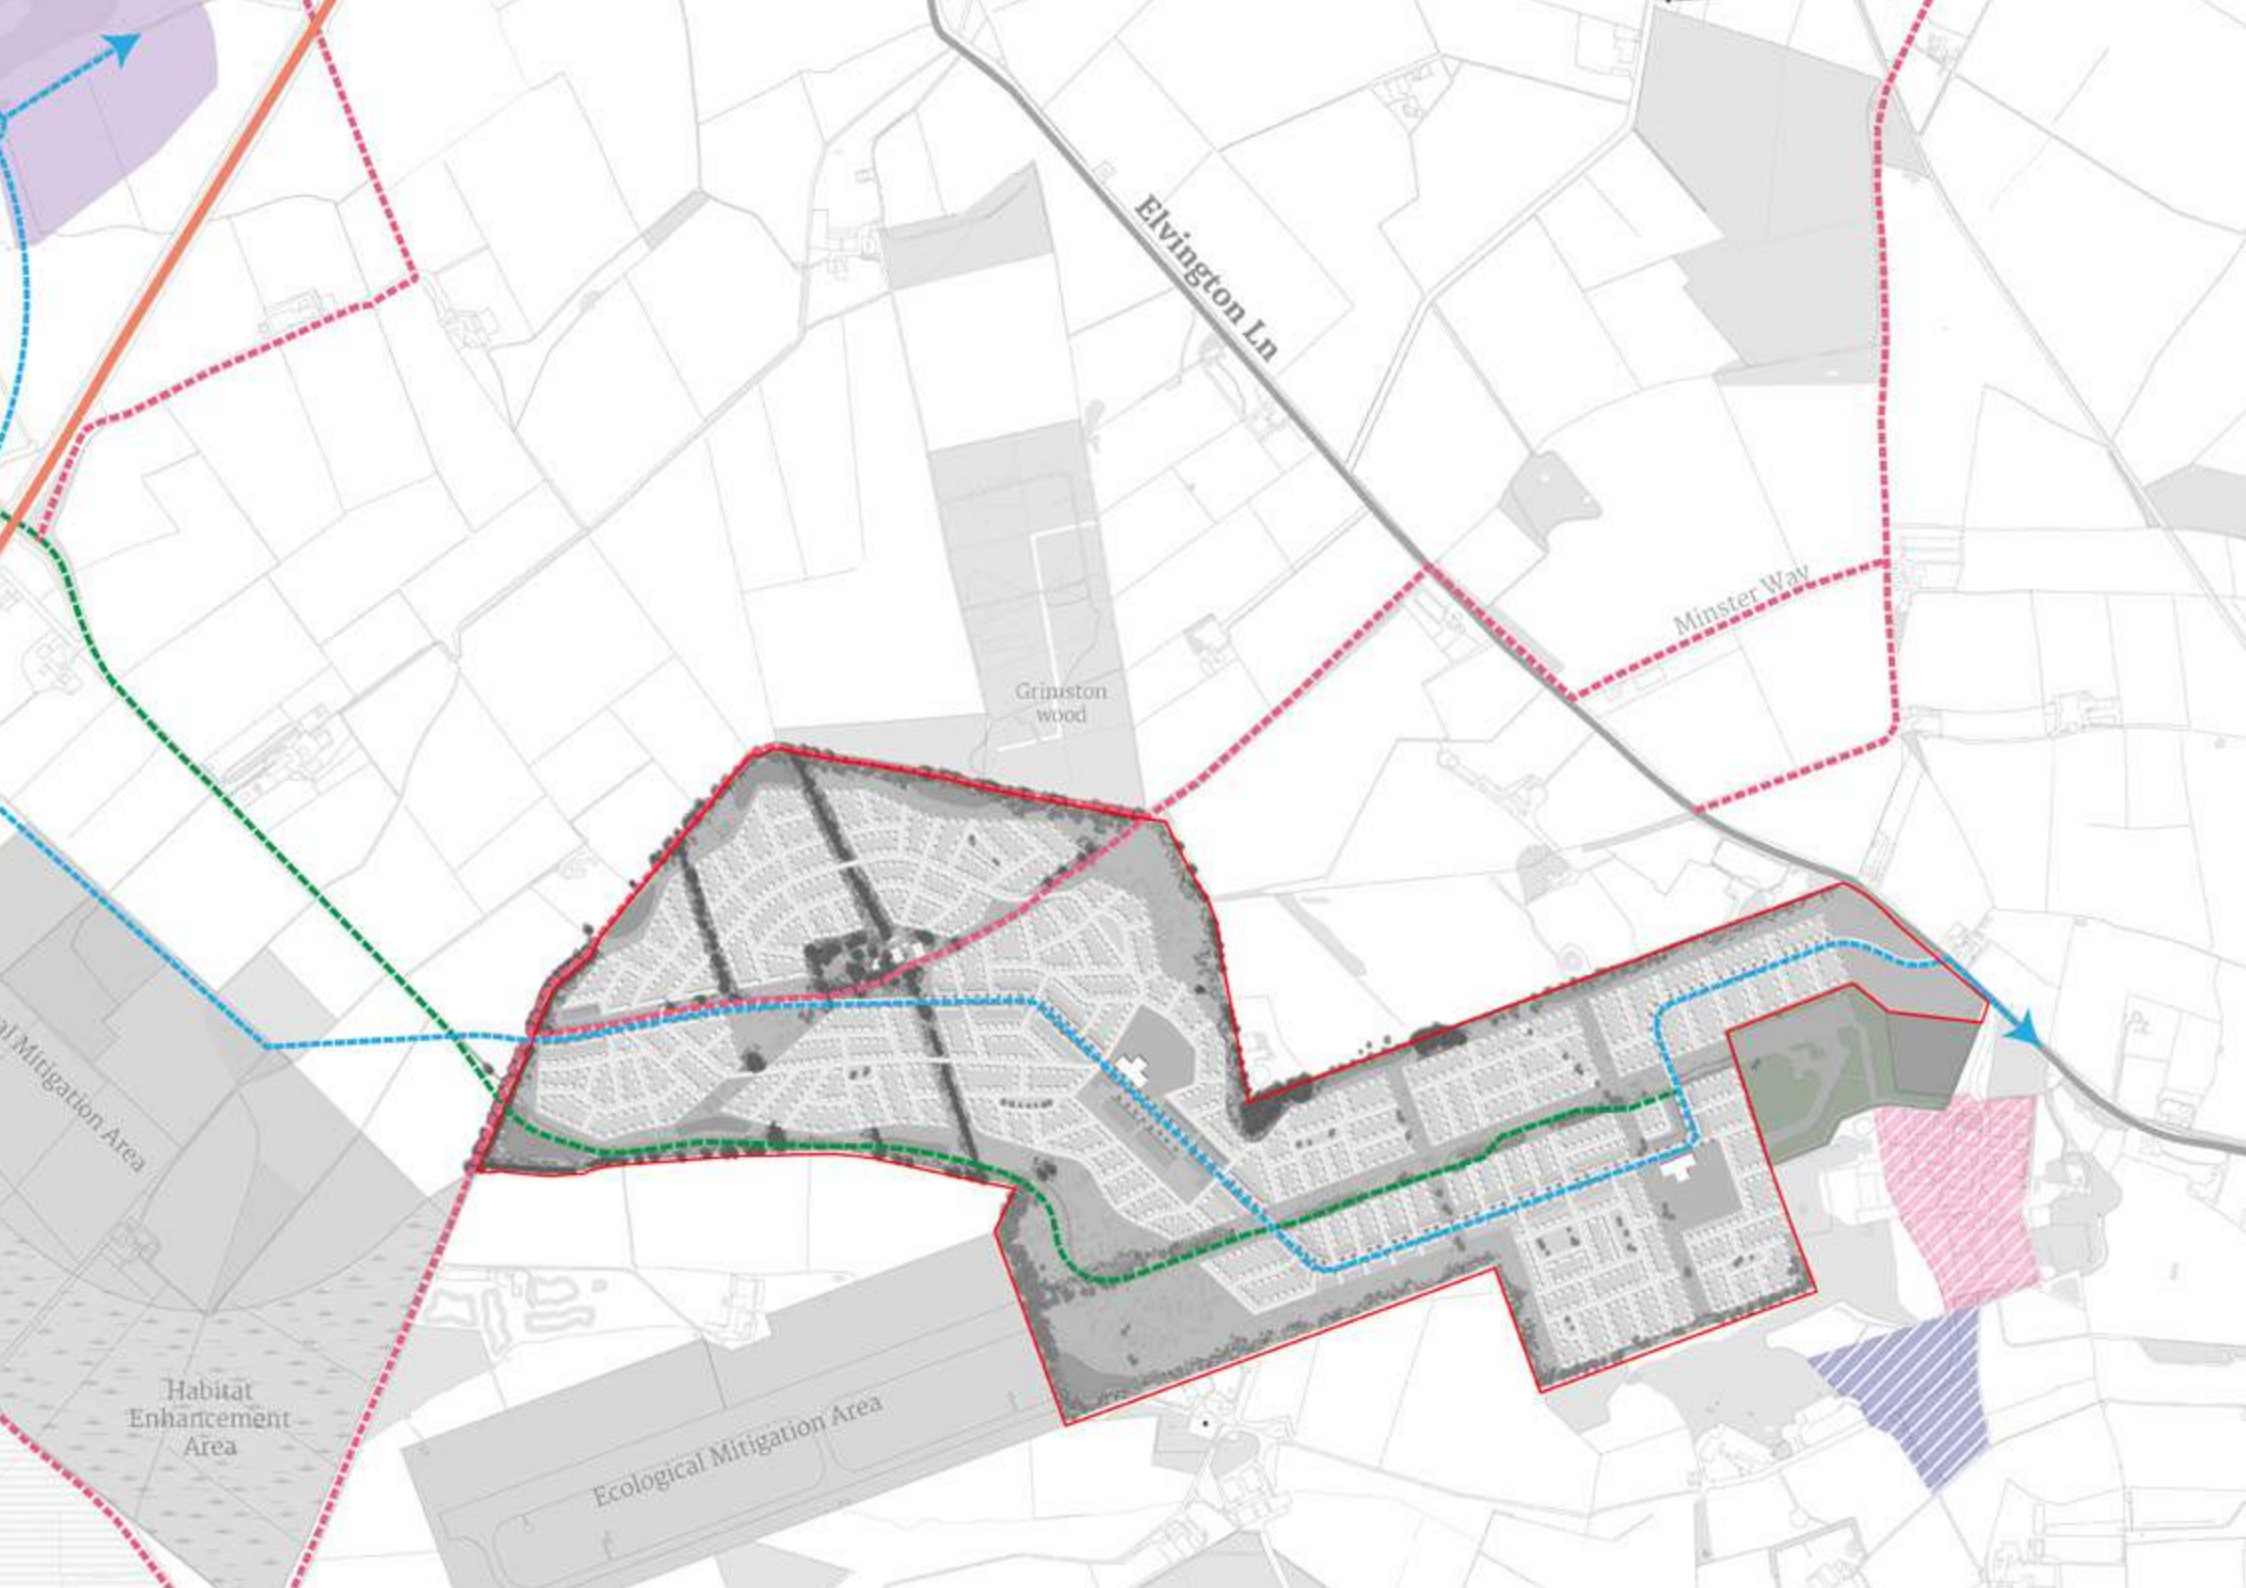 Elvington Ln
Minster Way
Grimston
wood
al Mitigation Area
Habitat
Enhancement
Area
Ecological Mitigation Area